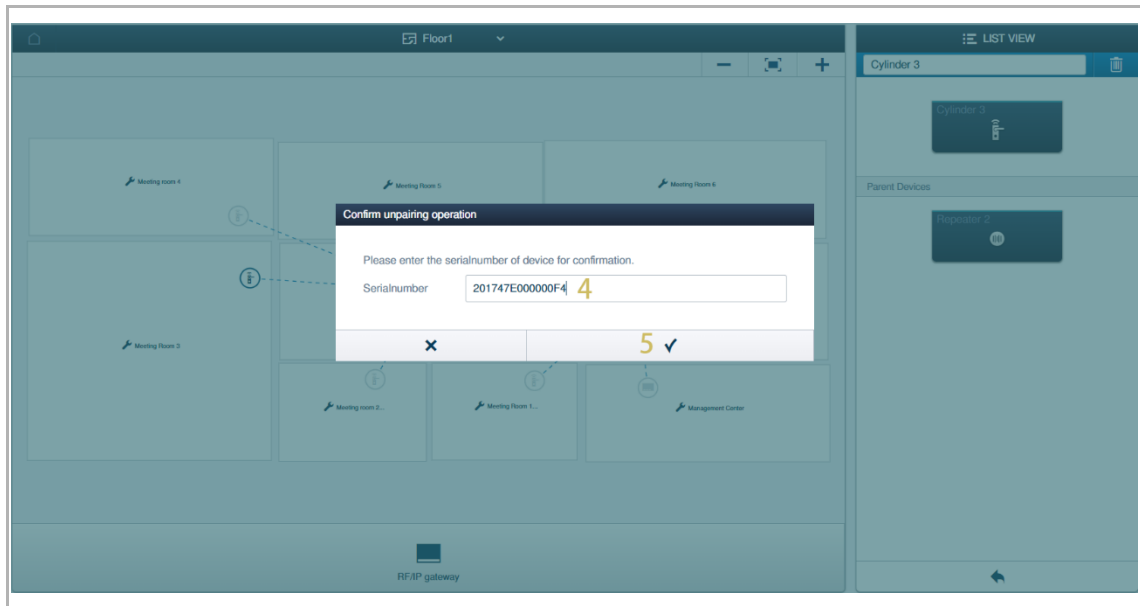 Floor1
LIST VIEW
Cylinder 3
Cylinder 3
Meeting room 4
Meeting Room 5
Meeting Room 6
Parent Devices
Repeater 2
Confirm unpairing operation
Please enter the serialnumber of device for confirmation.
Serialnumber
201747E000000F4
4
5
Meeting Room 3
Meeting room 2...
Meeting Room 1...
Management Center
RF/IP gateway